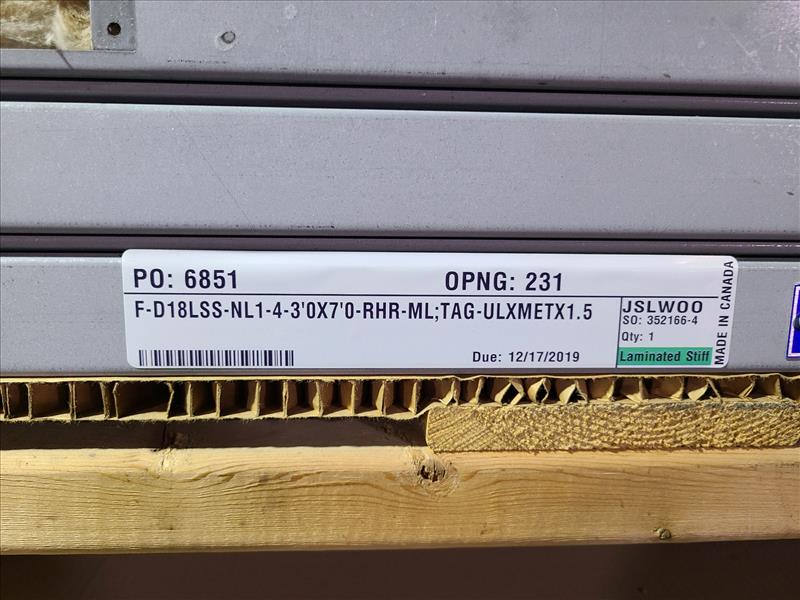 PO: 6851 OPNG: 231
F-D18LSS-NL1-4-3'0X7'0-RHR-ML;TAG-ULXMETX1.5
Due: 12/17/2019
JSLWOO
SO: 352166-4
Qty: 1
Laminated Stiff
MADE IN CANADA